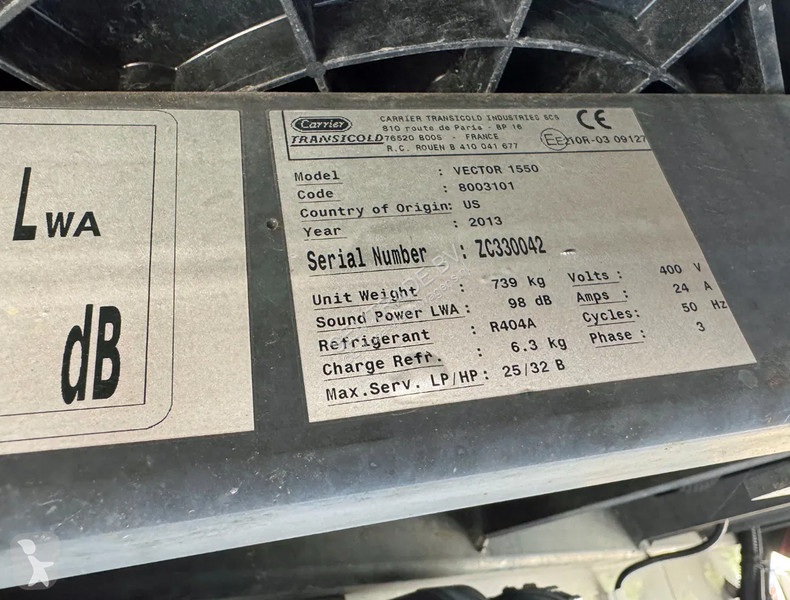 LWA
dB
Carrier
TRANSICOLD
CARRIER TRANSICOLD INDUSTRIES SCS
810 route de Paris - BP 16
76520 BOOS - FRANCE
R.C. ROUEN B 410 041 677
CE
10R-03 09127
Model : VECTOR 1550
Code : 8003101
Country of Origin: US
Year : 2013
Serial Number : ZC330042
Unit Weight : 739 kg
Sound Power LWA : 98 dB
Refrigerant : R404A
Charge Refr. : 6.3 kg
Max.Serv. LP/HP : 25/32 B
Volts : 400 V
Amps : 24 A
Cycles: 50 Hz
Phase : 3